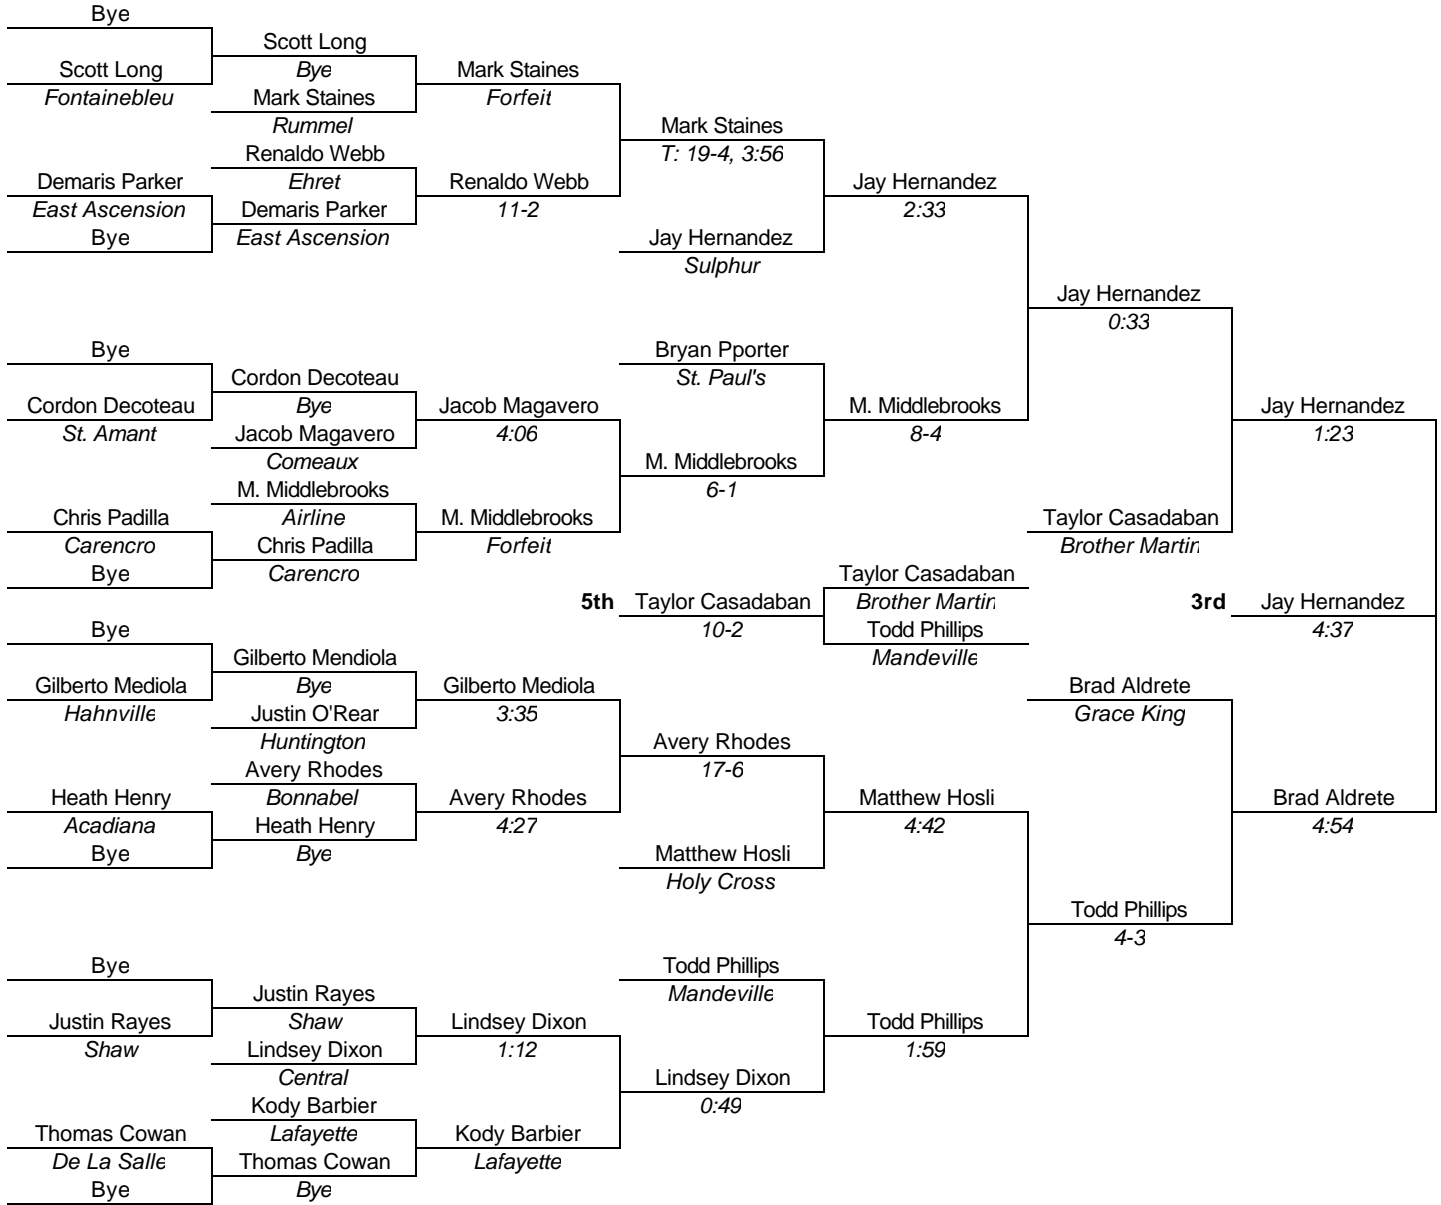 Bye
Scott Long
Scott Long
Bye
Mark Staines
Fontainebleu
Mark Staines
Forfeit
Rummel
Mark Staines
Renaldo Webb
T: 19-4, 3:56
Demaris Parker
Ehret
Renaldo Webb
Jay Hernandez
East Ascension
Demaris Parker
11-2
2:33
Bye
East Ascension
Jay Hernandez
Sulphur
Jay Hernandez
0:33
Bye
Bryan Pporter
Cordon Decoteau
St. Paul's
Cordon Decoteau
Bye
Jacob Magavero
M. Middlebrooks
Jay Hernandez
St. Amant
Jacob Magavero
4:06
8-4
1:23
Comeaux
M. Middlebrooks
M. Middlebrooks
6-1
Chris Padilla
Airline
M. Middlebrooks
Taylor Casadaban
Carencro
Chris Padilla
Forfeit
Brother Martin
Bye
Carencro
Taylor Casadaban
5th
Taylor Casadaban
Brother Martin
3rd
Jay Hernandez
Bye
10-2
Todd Phillips
4:37
Gilberto Mendiola
Mandeville
Gilberto Mediola
Bye
Gilberto Mediola
Brad Aldrete
Hahnville
Justin O'Rear
3:35
Grace King
Huntington
Avery Rhodes
Avery Rhodes
17-6
Heath Henry
Bonnabel
Avery Rhodes
Matthew Hosli
Brad Aldrete
Acadiana
Heath Henry
4:27
4:42
4:54
Bye
Bye
Matthew Hosli
Holy Cross
Todd Phillips
4-3
Bye
Todd Phillips
Justin Rayes
Mandeville
Justin Rayes
Shaw
Lindsey Dixon
Todd Phillips
Shaw
Lindsey Dixon
1:12
1:59
Central
Lindsey Dixon
Kody Barbier
0:49
Thomas Cowan
Lafayette
Kody Barbier
De La Salle
Thomas Cowan
Lafayette
Bye
Bye